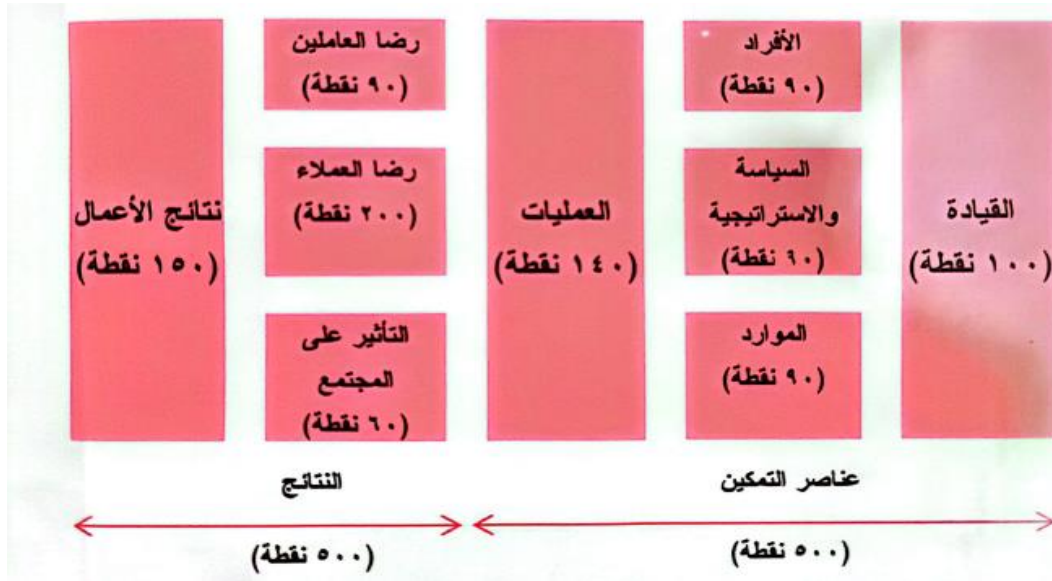 القيادة
(١٠٠ نقطة)
الأفراد
(٩٠ نقطة)
السياسة
والاستراتيجية
نقطة)
الموارد
(٩٠ نقطة)
العمليات
(١٤٠ نقطة)
رضا العاملين
(٩٠ نقطة)
رضا العملاء
(٢٠٠ نقطة)
التأثير على
المجتمع
(٦٠ نقطة)
نتائج الأعمال
(١٥٠ نقطة)
عناصر التمكين
(٥٠٠ نقطة)
النتائج
(٥٠٠ نقطة)